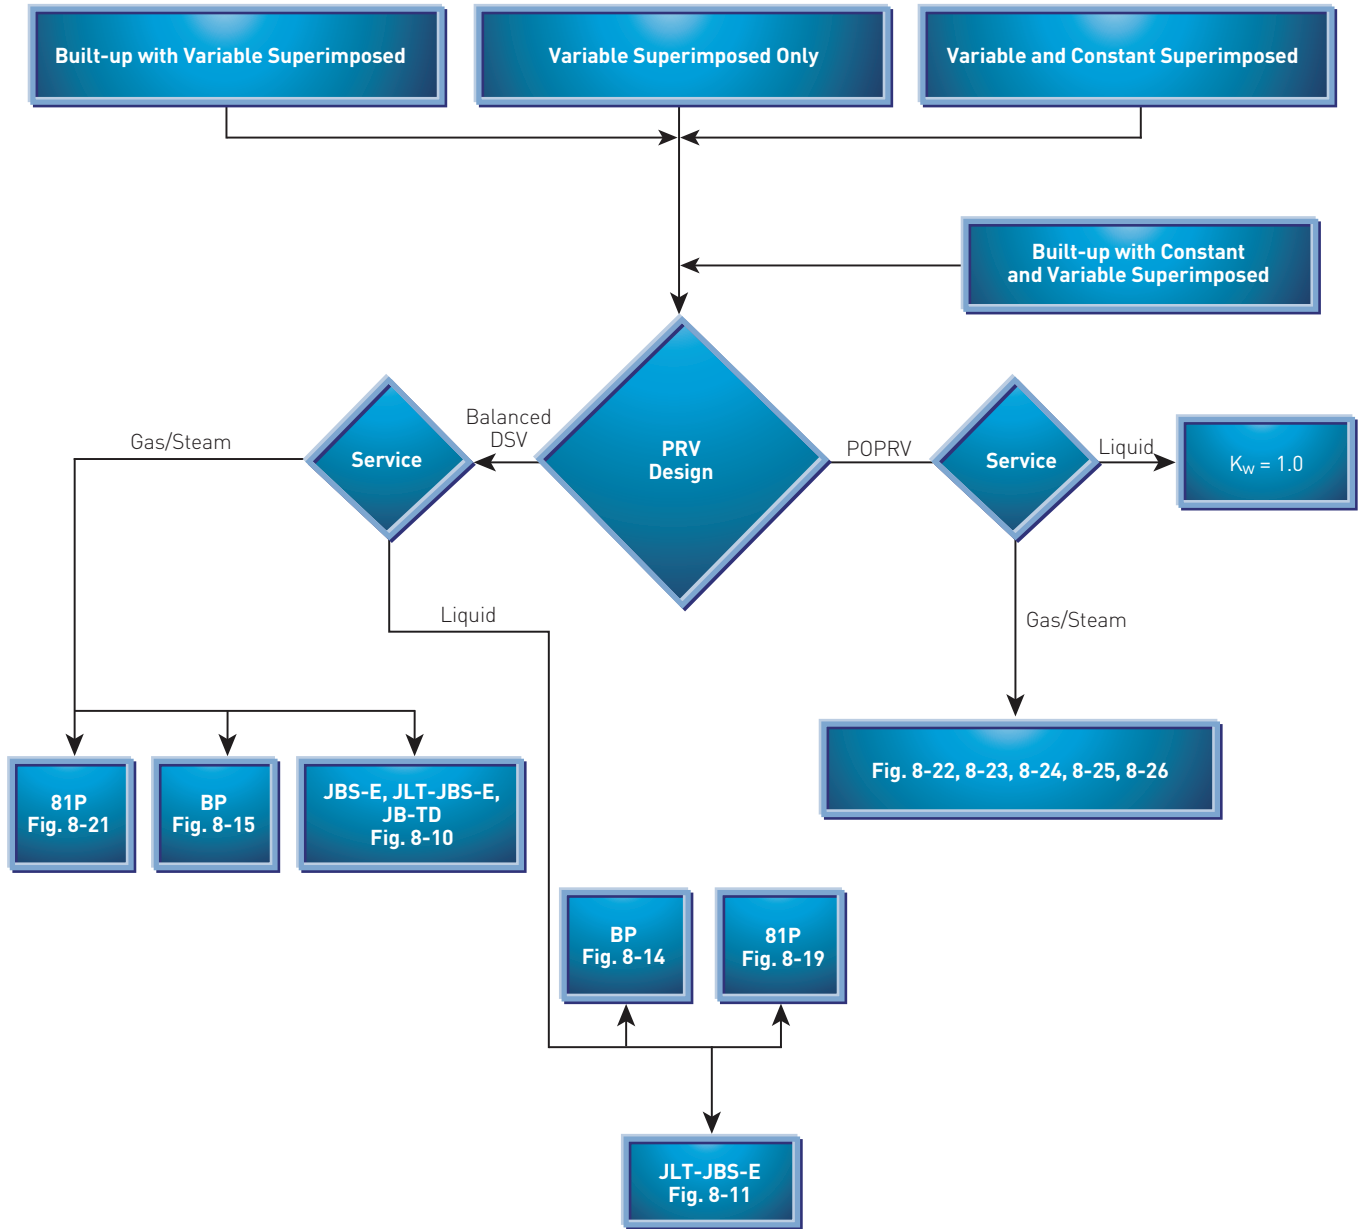 Built-up with Variable Superimposed
Variable Superimposed Only
Variable and Constant Superimposed
Built-up with Constant
and Variable Superimposed
Balanced
DSV
Gas/Steam
Service
PRV
Design
POPRV
Service
Liquid
Kw = 1.0
Liquid
Gas/Steam
81P
Fig. 8-21
BP
Fig. 8-15
JBS-E, JLT-JBS-E,
JB-TD
Fig. 8-10
Fig. 8-22, 8-23, 8-24, 8-25, 8-26
BP
Fig. 8-14
81P
Fig. 8-19
JLT-JBS-E
Fig. 8-11